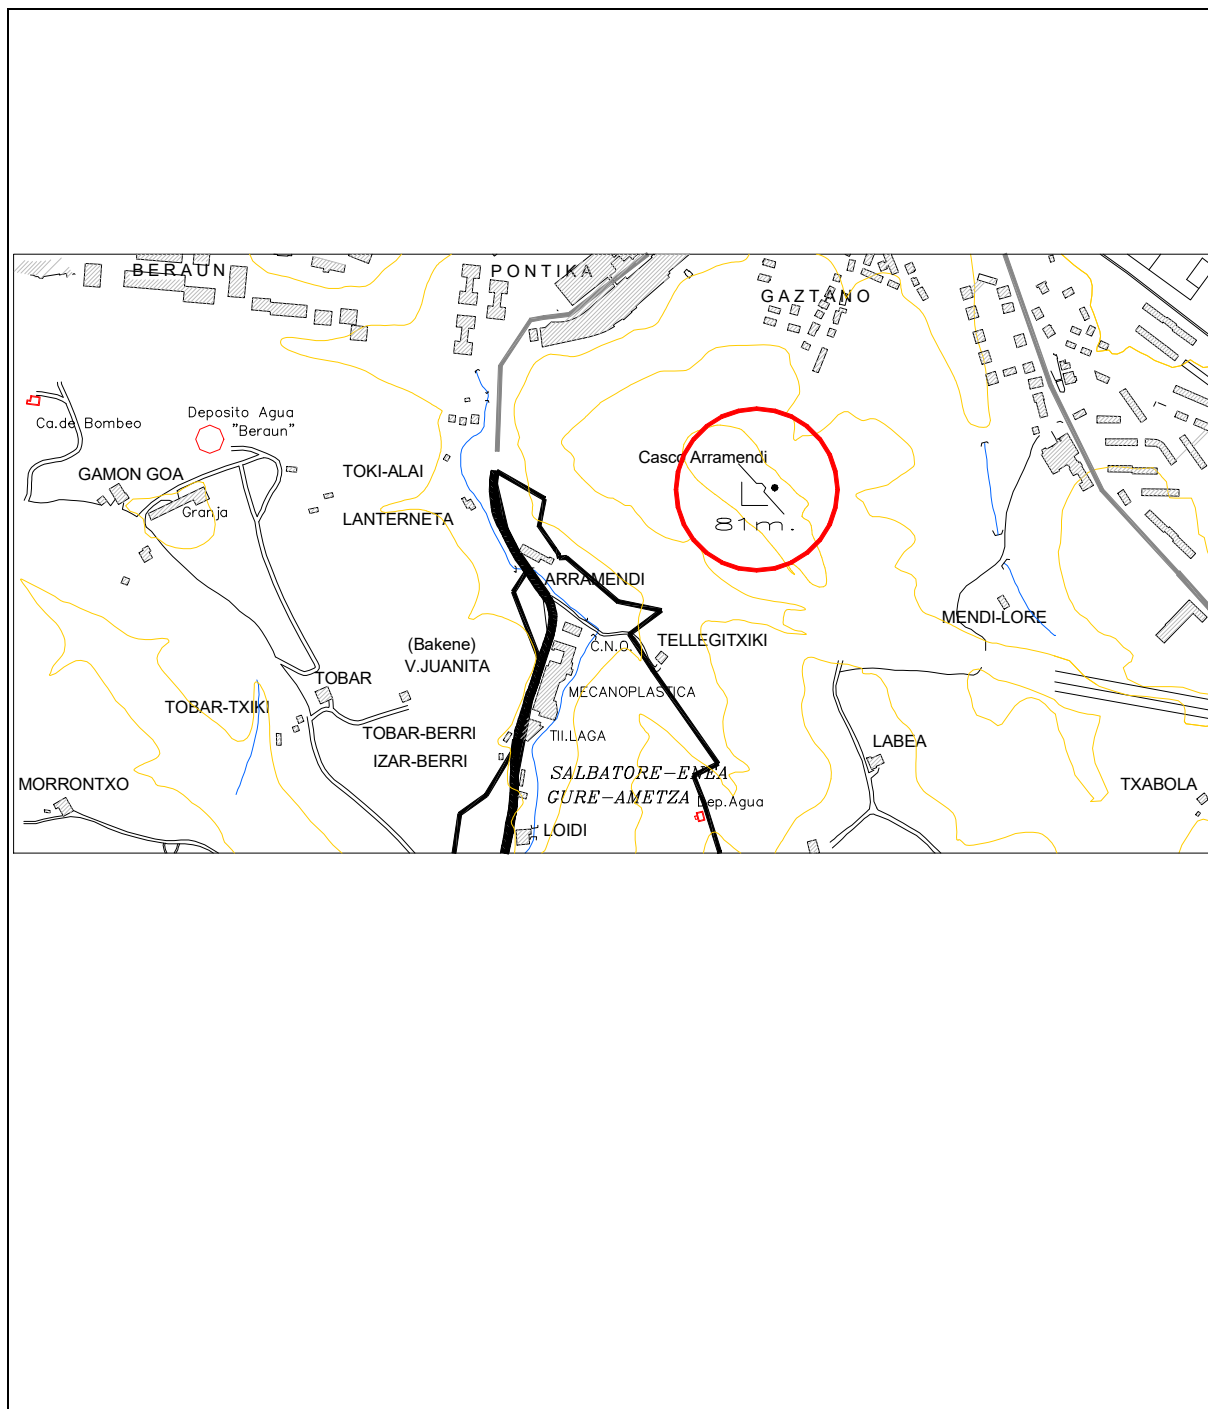 BERAUN
PONTIKA
GAZTANO
Ca.de Bombeo
Deposito Agua
"Beraun"
Casco Arramendi
GAMON GOA
TOKI-ALAI
Granja
LANTERNETA
81m.
ARRAMENDI
MENDI-LORE
(Bakene)
V.JUANITA
C.N.O.
TELLEGITXIKI
TOBAR
MECANOPLASTICA
TOBAR-TXIKI
TOBAR-BERRI
TII.LAGA
LABEA
IZAR-BERRI
SALBATORE-ENEA
MORRONTXO
TXABOLA
GURE-AMETZA
Dep.Agua
LOIDI